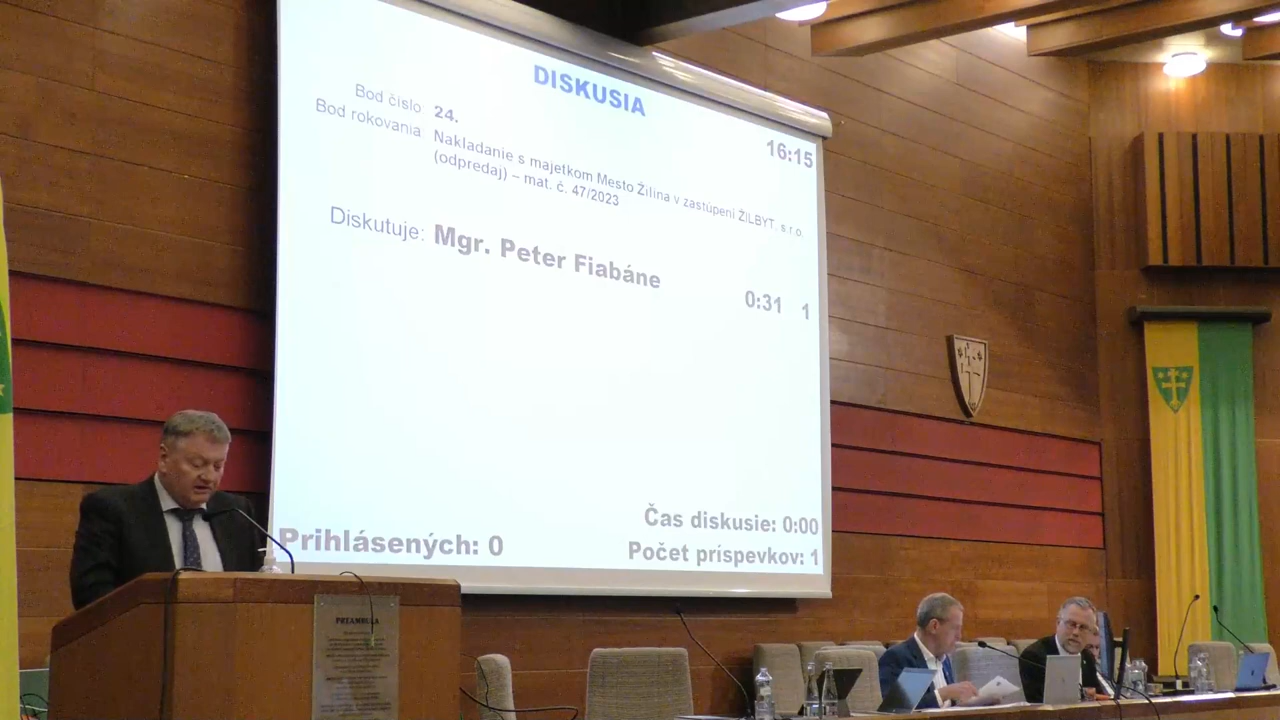 DISKUSIA
Bod číslo: 24.
16:15
Bod rokovania: Nakladanie s majetkom Mesto Žilina v zastúpení ŽILBYT, s.r.o.
(odpredaj) – mat. č. 47/2023
Diskutuje: Mgr. Peter Fiabáne
0:31 1
Čas diskusie: 0:00
Prihlásených: 0
Počet príspevkov: 1
PREAMBULA